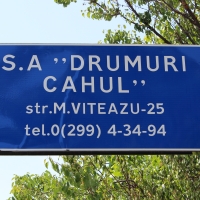 S.A "DRUMURI
CAHUL"
str.M.VITEAZU-25
tel.0(299) 4-34-94